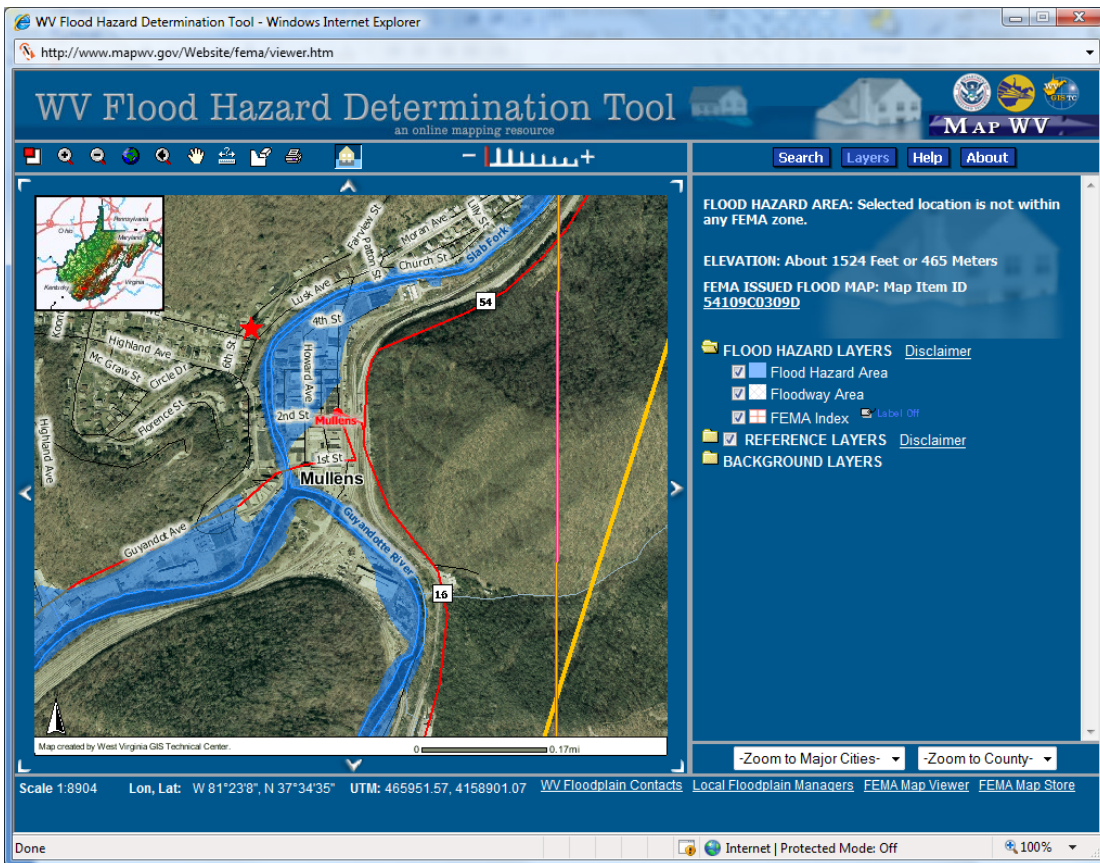 WV Flood Hazard Determination Tool - Windows Internet Explorer
http://www.mapwv.gov/Website/fema/viewer.htm
WV Flood Hazard Determination Tool
an online mapping resource
GIS TC
MAP WV
Search Layers Help About
Ohio
Pennsylvania
Maryland
Kentucky
Virginia
Fairview St
Patton St
Moran Ave
Lilly St
Church St
Slab Fork
Lusk Ave
54
4th St
Highland Ave
6th St
Mc Graw St
Circle Dr
Howard Ave
Florence St
2nd St
Mullens
1st St
Mullens
Highland Ave
Guyandot Ave
Guyandotte River
16
Map created by West Virginia GIS Technical Center.
0 0.17mi
FLOOD HAZARD AREA: Selected location is not within
any FEMA zone.
ELEVATION: About 1524 Feet or 465 Meters
FEMA ISSUED FLOOD MAP: Map Item ID
54109C0309D
FLOOD HAZARD LAYERS Disclaimer
Flood Hazard Area
Floodway Area
FEMA Index Label Off
REFERENCE LAYERS Disclaimer
BACKGROUND LAYERS
-Zoom to Major Cities- -Zoom to County-
Scale 1:8904 Lon, Lat: W 81°23'8", N 37°34'35" UTM: 465951.57, 4158901.07 WV Floodplain Contacts Local Floodplain Managers FEMA Map Viewer FEMA Map Store
Done Internet | Protected Mode: Off 100%